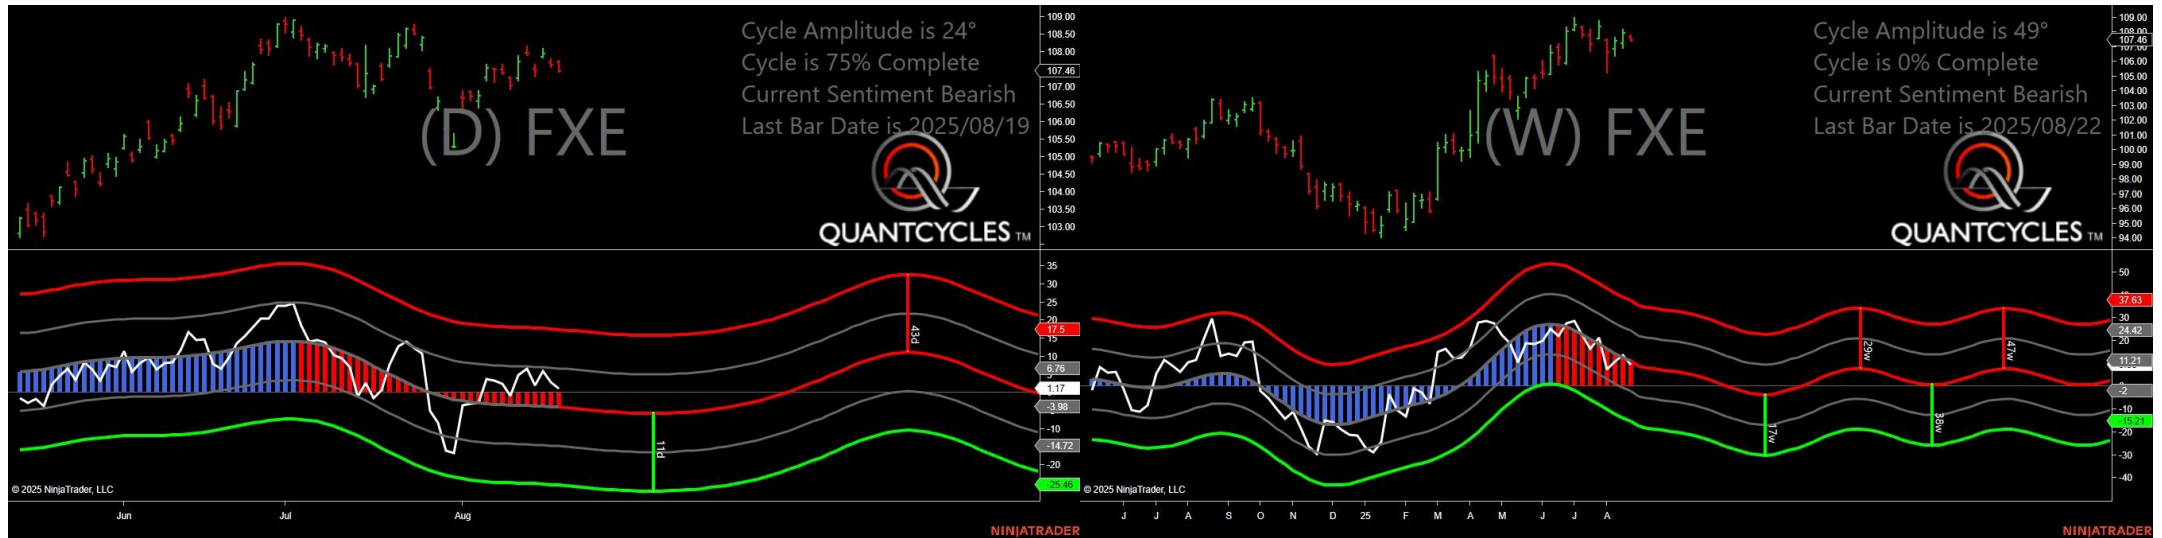 Cycle Amplitude is 24°
Cycle is 75% Complete
Current Sentiment Bearish
Last Bar Date is 2025/08/19
(D) FXE
QUANTCYCLES TM
109.00
108.50
108.00
107.46
107.00
106.50
106.00
105.50
105.00
104.50
104.00
103.50
103.00
35
30
25
20
17.5
15
10
6.76
1.17
-3.98
-10
-14.72
-20
-25.46
43d
11d
© 2025 NinjaTrader, LLC
Jun Jul Aug
NINJATRADER
Cycle Amplitude is 49°
Cycle is 0% Complete
Current Sentiment Bearish
Last Bar Date is 2025/08/22
(W) FXE
QUANTCYCLES TM
109.00
108.00
107.46
107.00
106.00
105.00
104.00
103.00
102.00
101.00
100.00
99.00
98.00
97.00
96.00
95.00
94.00
50
37.63
30
24.42
20
11.21
-2
-10
-15.21
-20
-30
-40
29w
47w
17w
38w
© 2025 NinjaTrader, LLC
J J A S O N D 25 F M A M J J A
NINJATRADER